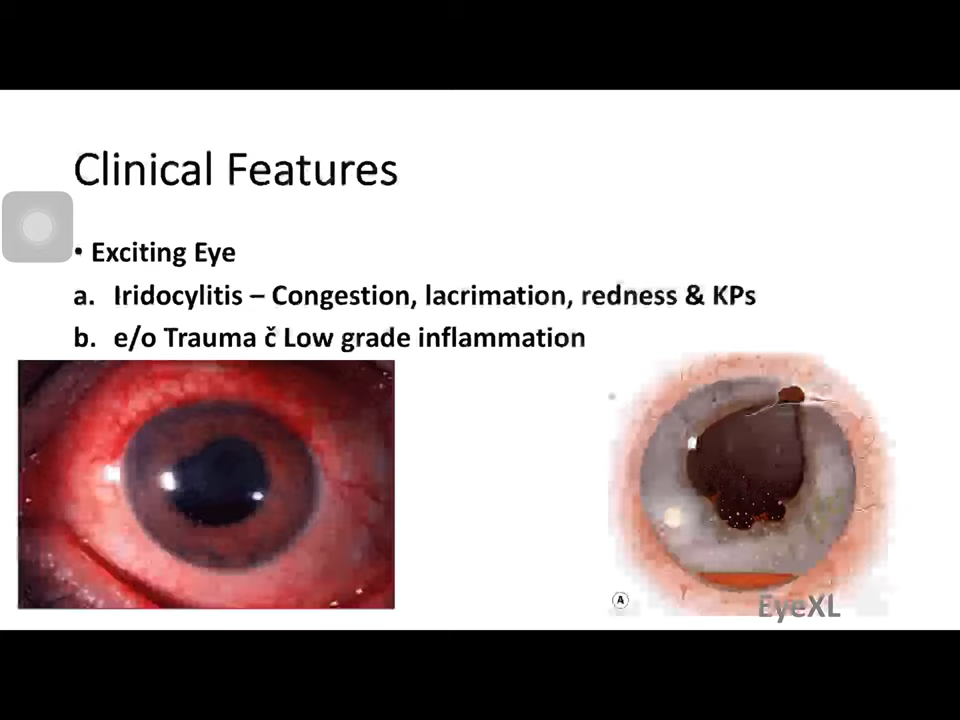 Clinical Features
• Exciting Eye
a. Iridocylitis – Congestion, lacrimation, redness & KPs
b. e/o Trauma č Low grade inflammation
A
EyeXL